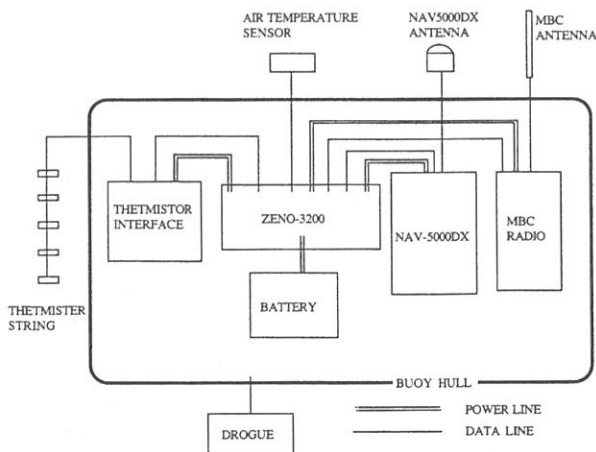 AIR TEMPERATURE
SENSOR
NAV5000DX
ANTENNA
MBC
ANTENNA
THETMISTOR
INTERFACE
ZENO-3200
NAV-5000DX
MBC
RADIO
BATTERY
THETMISTER
STRING
BUOY HULL
DROGUE
POWER LINE
DATA LINE